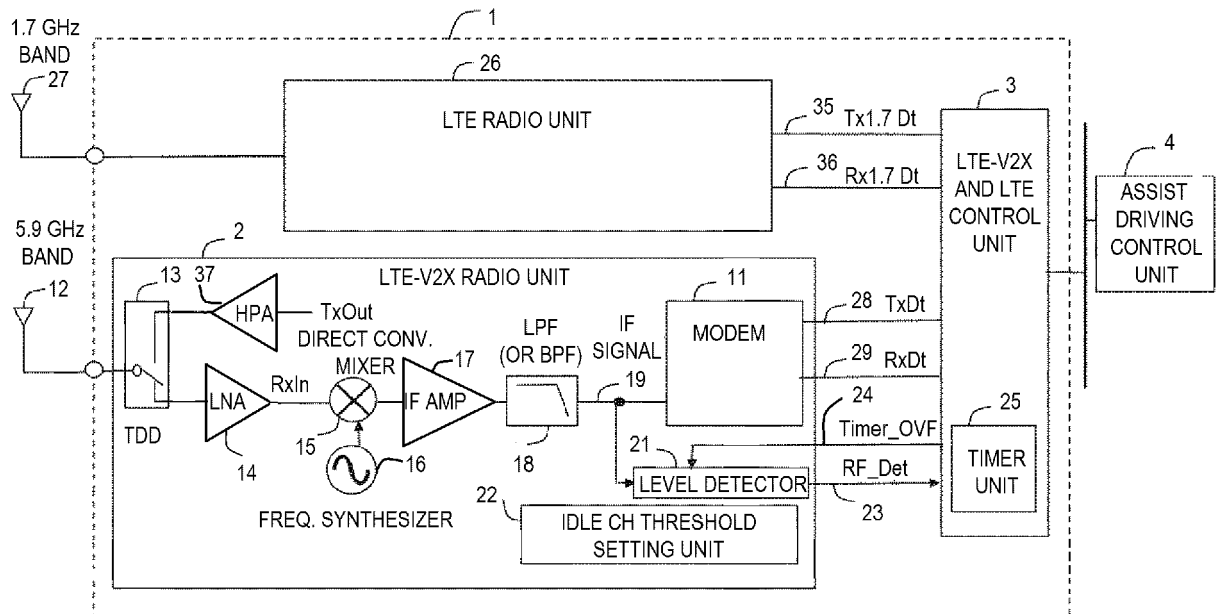 1.7 GHz
BAND
27
1
26
LTE RADIO UNIT
35
Tx1.7 Dt
36
Rx1.7 Dt
3
LTE-V2X
AND LTE
CONTROL
UNIT
4
ASSIST
DRIVING
CONTROL
UNIT
5.9 GHz
BAND
12
2
LTE-V2X RADIO UNIT
13
37
HPA
TxOut
DIRECT CONV.
MIXER
17
LPF
(OR BPF)
IF
SIGNAL
11
MODEM
28
TxDt
29
RxDt
TDD
LNA
14
RxIn
15
16
FREQ. SYNTHESIZER
IF AMP
18
19
24
Timer_OVF
21
LEVEL DETECTOR
RF_Det
23
25
TIMER
UNIT
22
IDLE CH THRESHOLD
SETTING UNIT